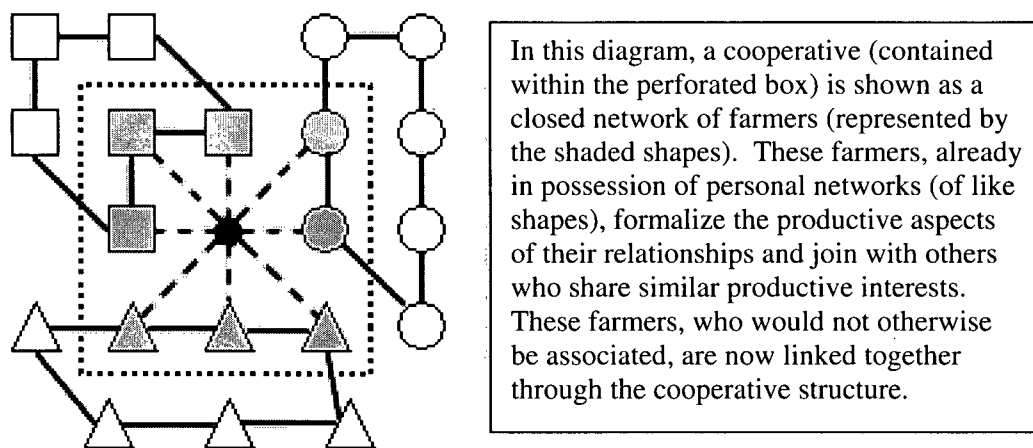 In this diagram, a cooperative (contained
within the perforated box) is shown as a
closed network of farmers (represented by
the shaded shapes).  These farmers, already
in possession of personal networks (of like
shapes), formalize the productive aspects
of their relationships and join with others
who share similar productive interests.
These farmers, who would not otherwise
be associated, are now linked together
through the cooperative structure.